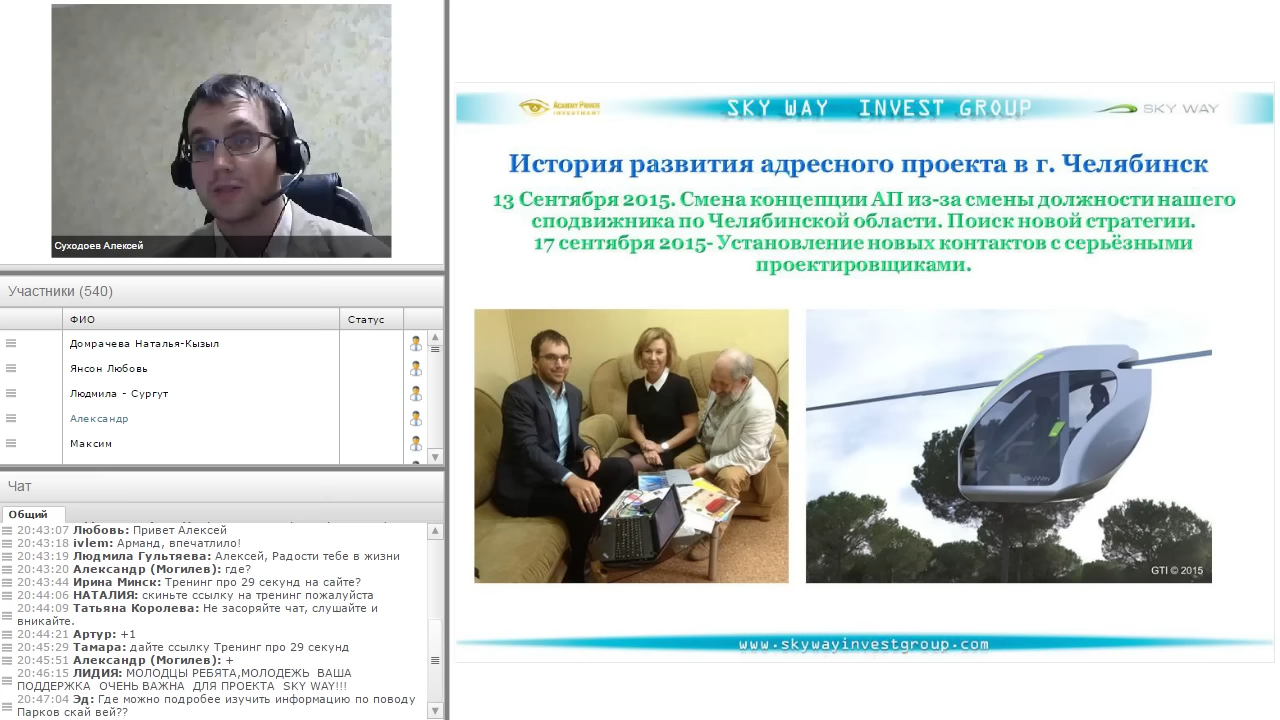 Суходоев Алексей
Участники (540)
ФИО
Статус
Домрачева Наталья-Кызыл
Янсон Любовь
Людмила - Сургут
Александр
Максим
Чат
Общий
20:43:07 Любовь: Привет Алексей
20:43:18 ivlem: Арманд, впечатлило!
20:43:19 Людмила Гультяева: Алексей, Радости тебе в жизни
20:43:20 Александр (Могилев): где?
20:43:44 Ирина Минск: Тренинг про 29 секунд на сайте?
20:44:06 НАТАЛИЯ: скиньте ссылку на тренинг пожалуйста
20:44:09 Татьяна Королева: Не засоряйте чат, слушайте и
вникайте.
20:44:21 Артур: +1
20:45:29 Тамара: дайте ссылку Тренинг про 29 секунд
20:45:51 Александр (Могилев): +
20:46:15 ЛИДИЯ: МОЛОДЦЫ РЕБЯТА,МОЛОДЕЖЬ ВАША
ПОДДЕРЖКА ОЧЕНЬ ВАЖНА ДЛЯ ПРОЕКТА SKY WAY!!!
20:47:04 Эд: Где можно подробее изучить информацию по поводу
Парков скай вей??
ACADEMY PRIVATE
INVESTMENT
SKY WAY INVEST GROUP
SKY WAY
История развития адресного проекта в г. Челябинск
13 Сентября 2015. Смена концепции АП из-за смены должности нашего
сподвижника по Челябинской области. Поиск новой стратегии.
17 сентября 2015- Установление новых контактов с серьёзными
проектировщиками.
SkyWay
GTI © 2015
www.skywayinvestgroup.com